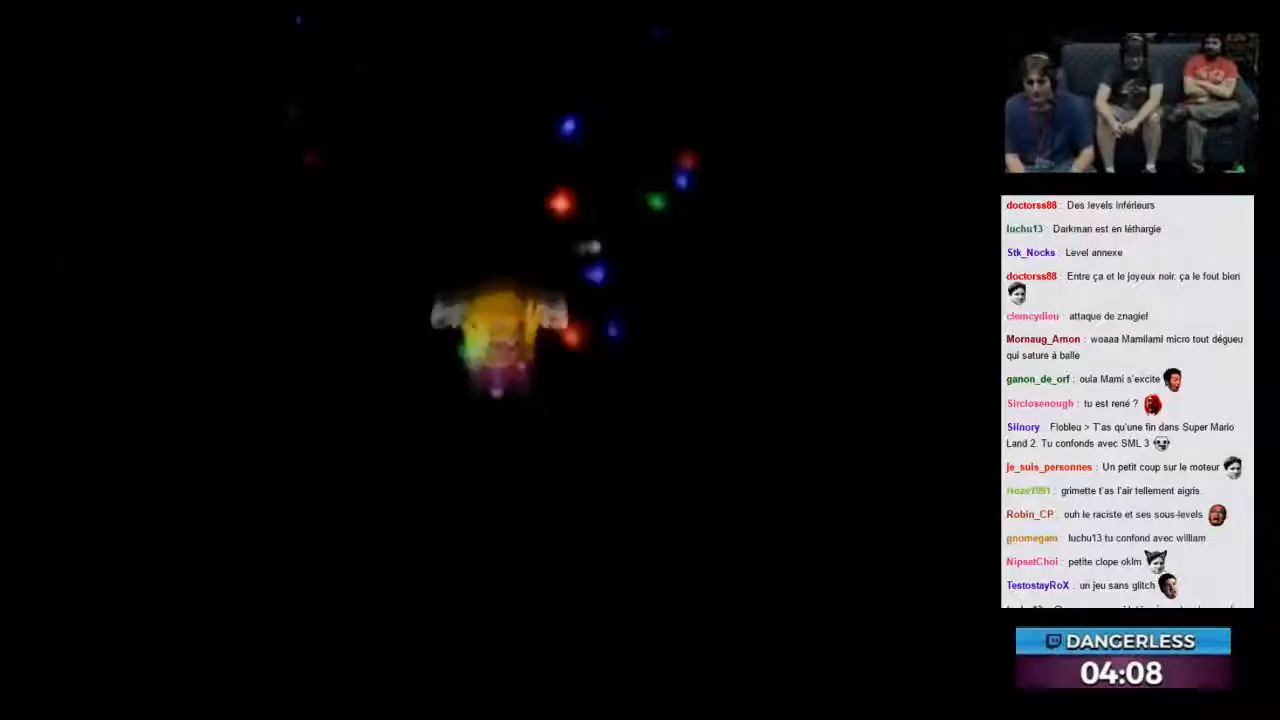 doctorss88 : Des levels inférieurs
luchu13 : Darkman est en léthargie
Stk_Nocks : Level annexe
doctorss88 : Entre ça et le joyeux noir. ça le fout bien
clemcydieu : attaque de znagief
Mornaug_Amon : woaaa Mamilami micro tout dégueu
qui sature à balle
ganon_de_orf : oula Mami s'excite
Sirclosenough : tu est rené ?
Silnory : Flobleu > T'as qu'une fin dans Super Mario
Land 2. Tu confonds avec SML 3
je_suis_personnes : Un petit coup sur le moteur
: grimette t'as l'air tellement aigris.
Robin_CP : ouh le raciste et ses sous-levels
gnomegam : luchu13 tu confond avec william
NipsetChoi : petite clope oklm
TestostayRoX : un jeu sans glitch
DANGERLESS
04:08